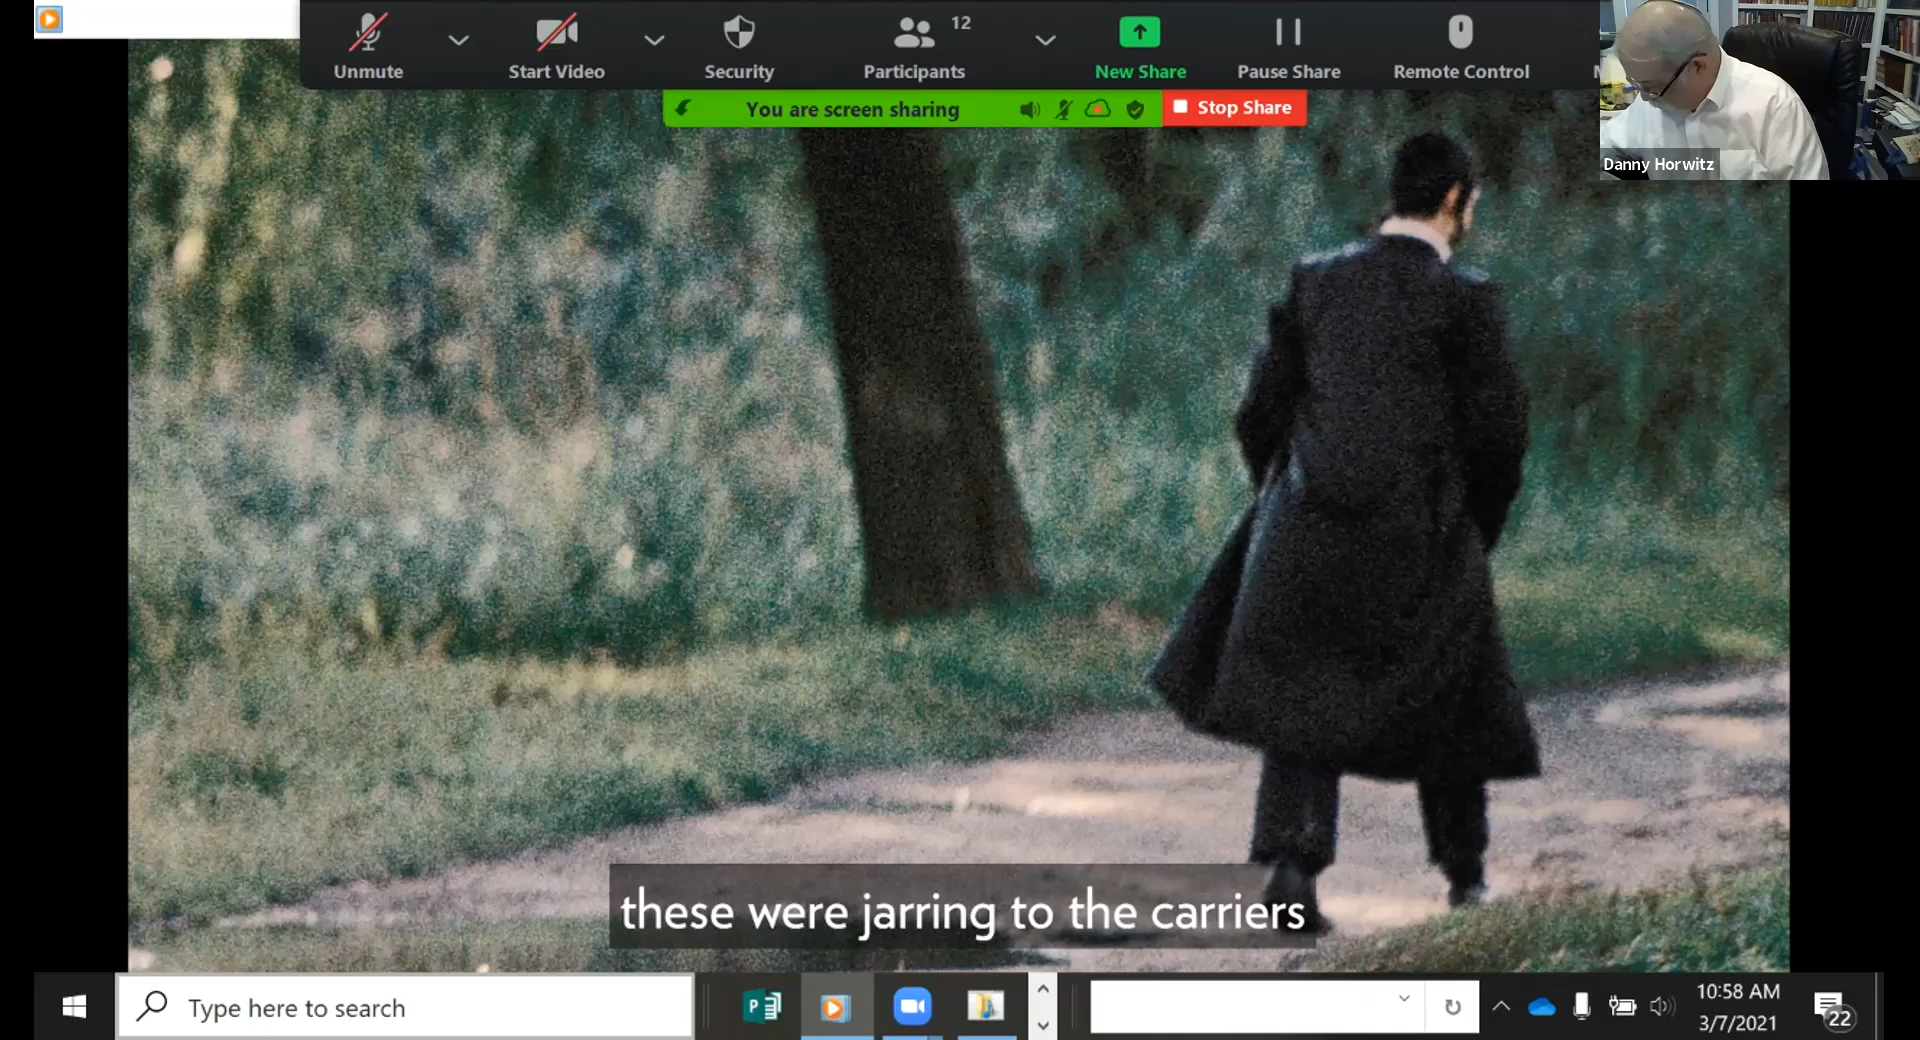 Unmute
Start Video
Security
12
Participants
New Share
Pause Share
Remote Control
You are screen sharing
Stop Share
Danny Horwitz
these were jarring to the carriers
Type here to search
P
10:58 AM
3/7/2021
22